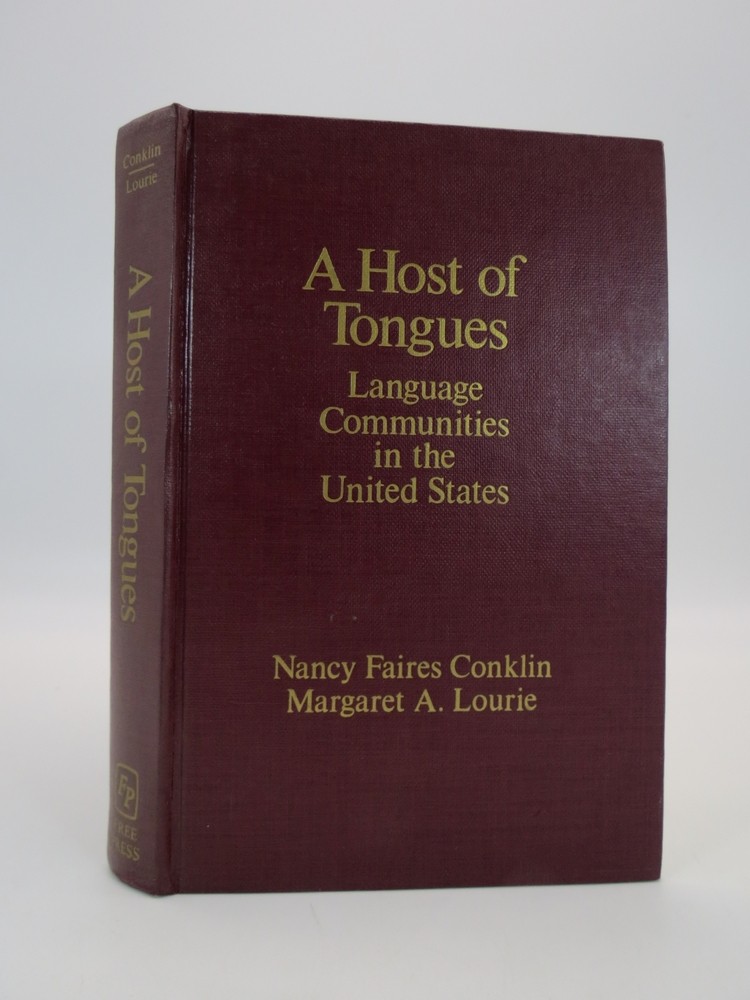 Conklin
Lourie
A Host of Tongues
FP
FREE
PRESS
A Host of
Tongues
Language
Communities
in the
United States
Nancy Faires Conklin
Margaret A. Lourie